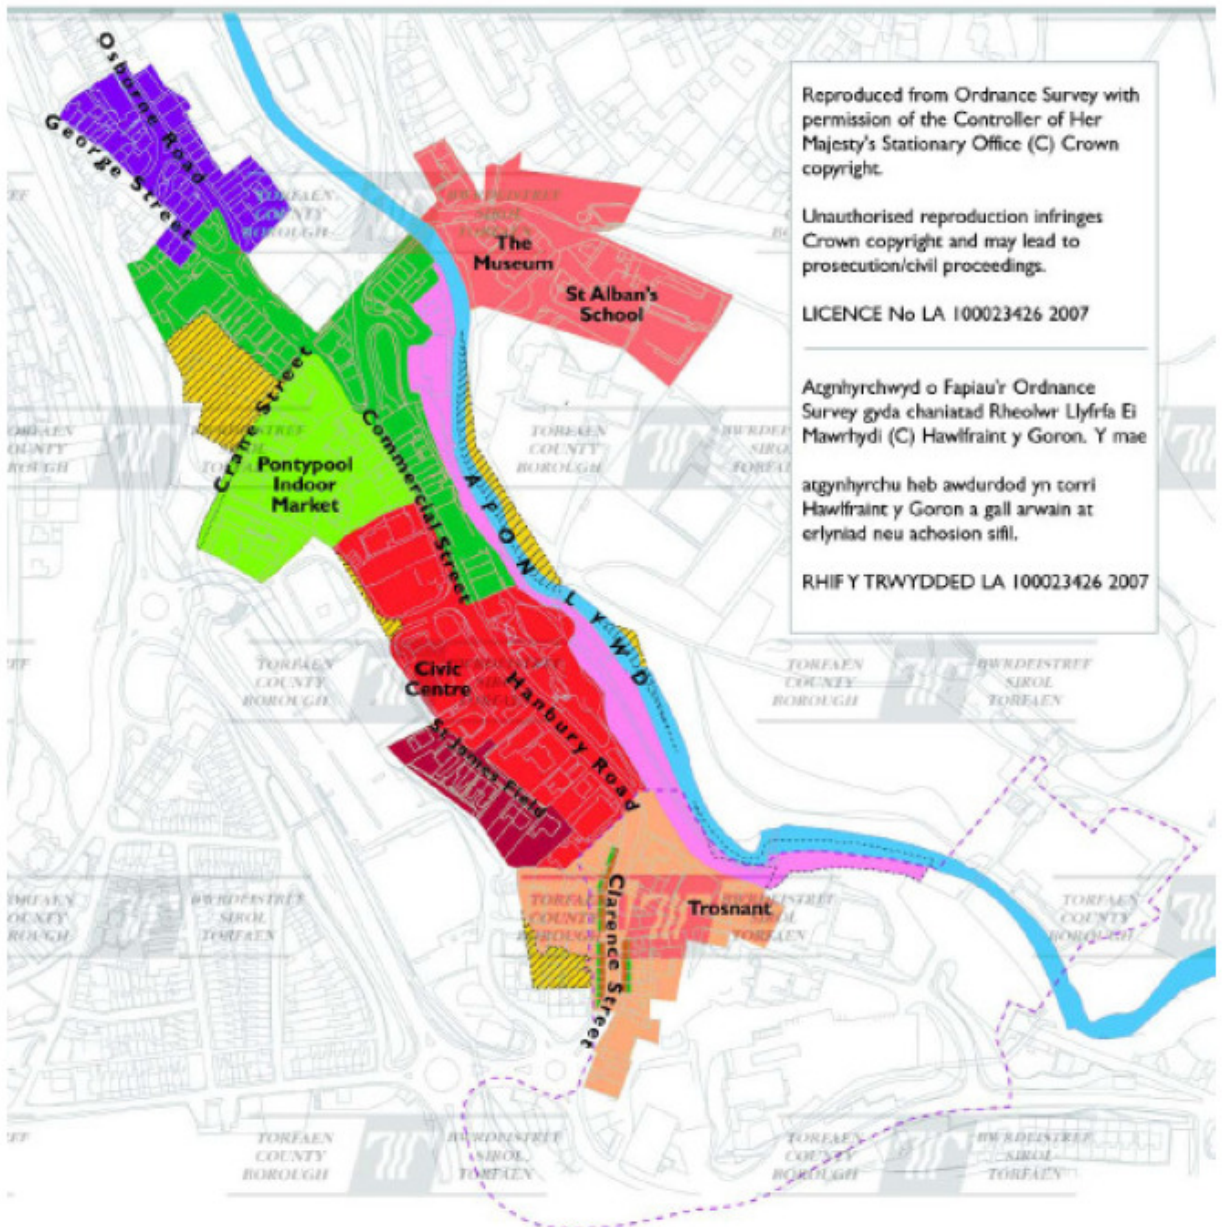 Osborne Road
George Street
The
Museum
St Alban's
School
Crane Street
Commercial Street
Pontypool
Indoor
Market
AFON LYWD
Civic
Centre
Hanbury Road
St James Field
Clarence Street
Trosnant
Reproduced from Ordnance Survey with
permission of the Controller of Her
Majesty's Stationary Office (C) Crown
copyright.
Unauthorised reproduction infringes
Crown copyright and may lead to
prosecution/civil proceedings.
LICENCE No LA 100023426 2007
Atgnhyrchwyd o Fapiau'r Ordnance
Survey gyda chaniatad Rheolwr Llyfrfa Ei
Mawrhydi (C) Hawlfraint y Goron. Y mae
atgynhyrchu heb awdurdod yn torri
Hawlfraint y Goron a gall arwain at
erlyniad neu achosion sifil.
RHIF Y TRWYDDED LA 100023426 2007
TORFAEN
COUNTY
BOROUGH
BWRDEISTREF
SIROL
TORFAEN